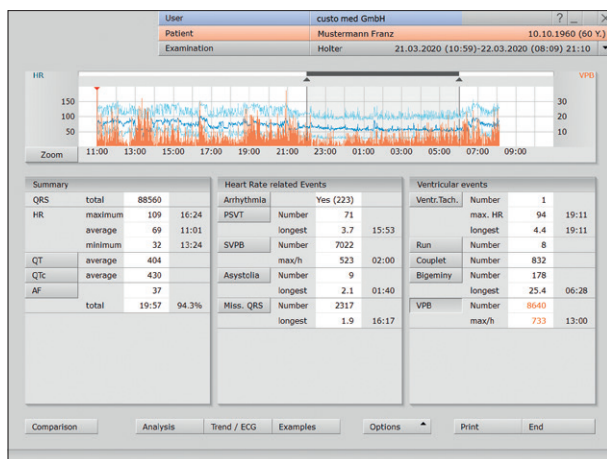 User custo med GmbH ? _ X
Patient Mustermann Franz 10.10.1960 (60 Y.)
Examination Holter 21.03.2020 (10:59)-22.03.2020 (08:09) 21:10
HR VPB
150 30
100 20
50 10
Zoom 11:00 13:00 15:00 17:00 19:00 21:00 23:00 01:00 03:00 05:00 07:00 09:00
Summary
QRS total 88560
HR maximum 109 16:24
average 69 11:01
minimum 32 13:24
QT average 404
QTc average 430
AF 37
total 19:57 94.3%
Heart Rate related Events
Arrhythmia Yes (223)
PSVT Number 71
longest 3.7 15:53
SVPB Number 7022
max/h 523 02:00
Asystolia Number 9
longest 2.1 01:40
Miss. QRS Number 2317
longest 1.9 16:17
Ventricular events
Ventr.Tach. Number 1
max. HR 94 19:11
longest 4.4 19:11
Run Number 8
Couplet Number 832
Bigeminy Number 178
longest 25.4 06:28
VPB Number 8640
max/h 733 13:00
Comparison Analysis Trend / ECG Examples Options Print End